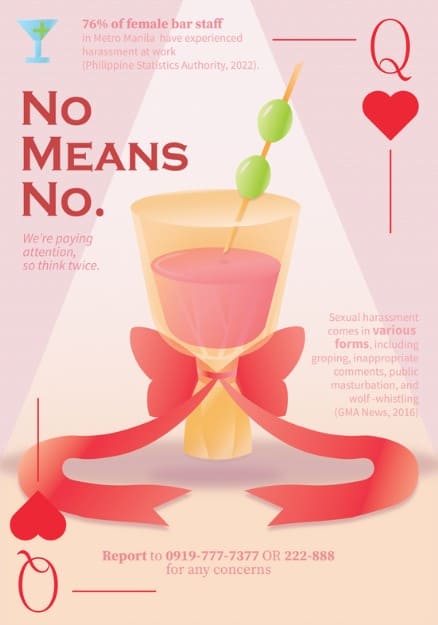 76% of female bar staff
in Metro Manila have experienced
harassment at work
(Philippine Statistics Authority, 2022).
Q
No
Means
No.
We're paying
attention,
so think twice.
Sexual harassment
comes in various
forms, including
groping, inappropriate
comments, public
masturbation, and
wolf-whistling
(GMA News, 2016)
Report to 0919-777-7377 OR 222-888
for any concerns
Q